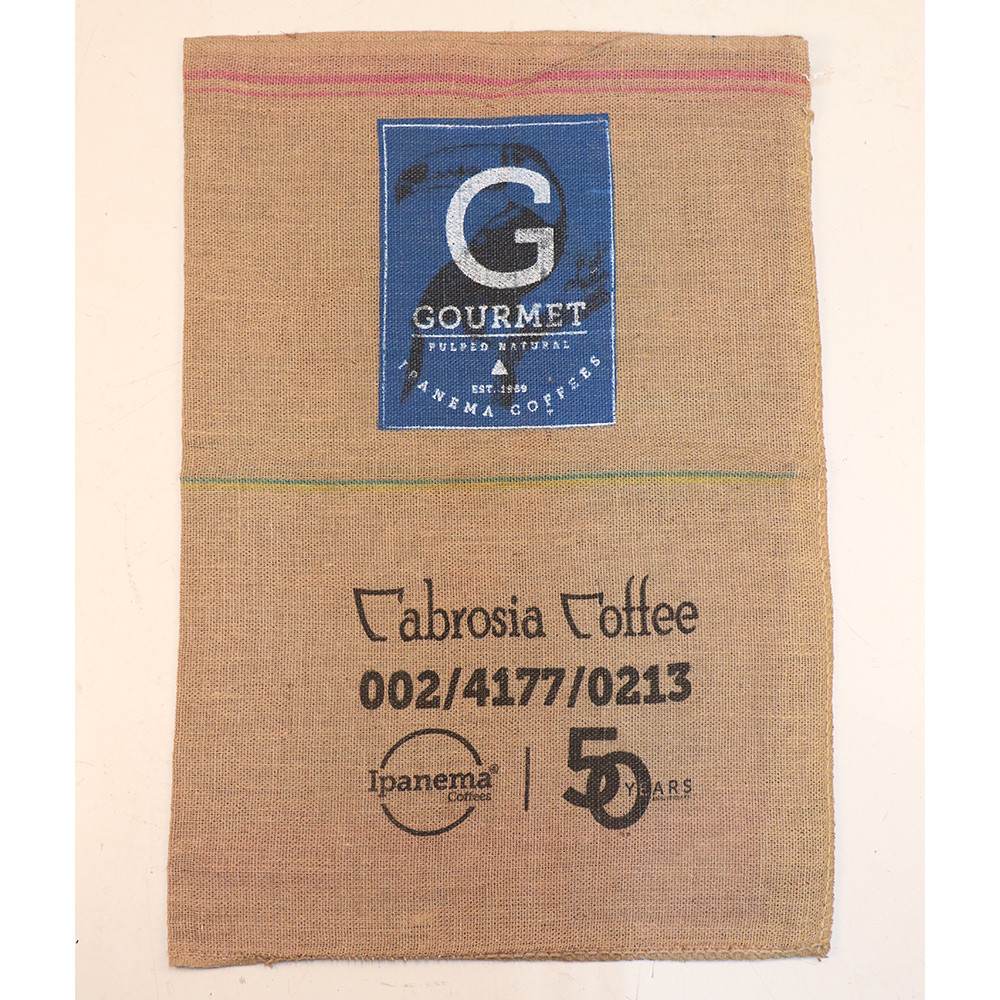 G
GOURMET
PULPED NATURAL
EST. 1969
IPANEMA COFFEES
Cabrosia Coffee
002/4177/0213
Ipanema®
Coffees
50
YEARS